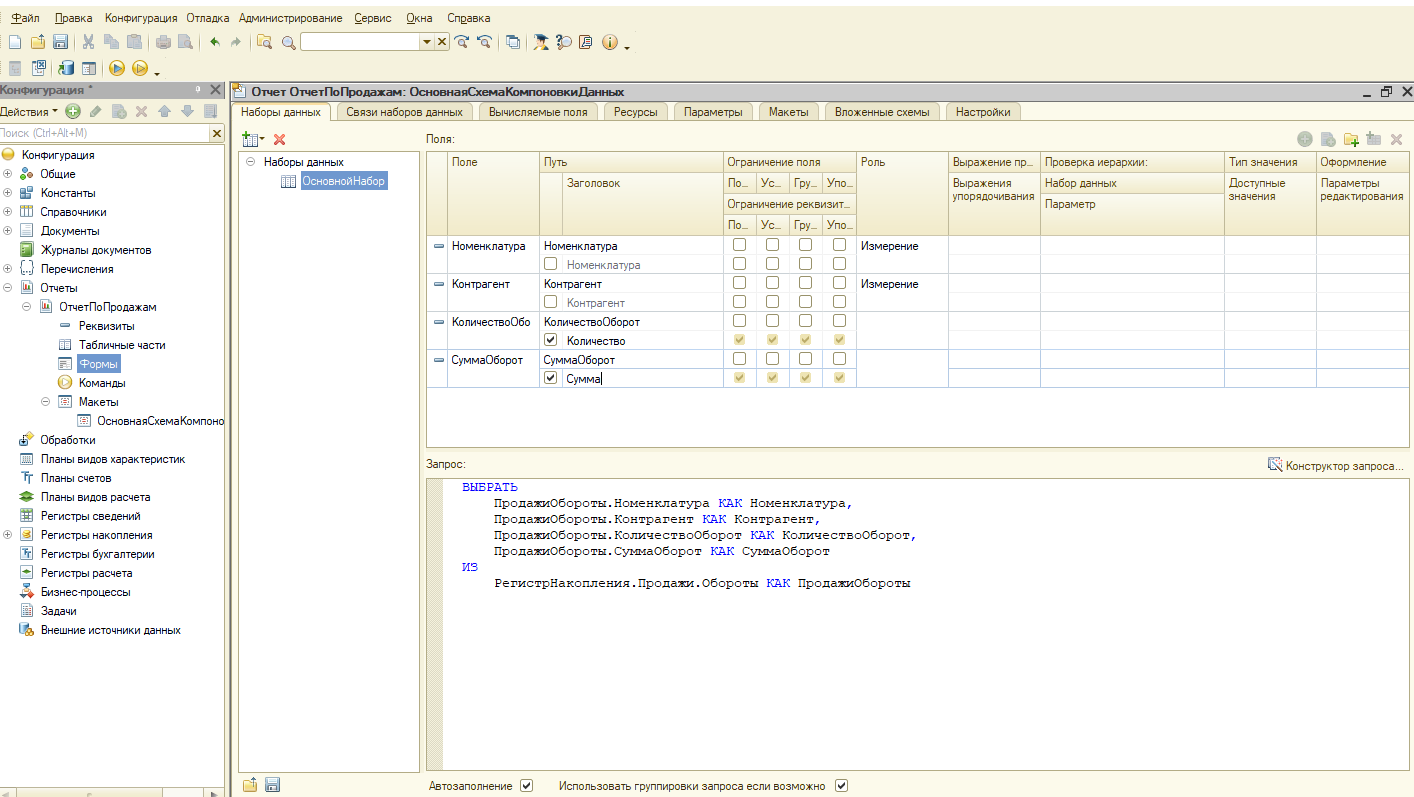 Файл Правка Конфигурация Отладка Администрирование Сервис Окна Справка
Конфигурация *
Действия
Поиск (Ctrl+Alt+M)
Конфигурация
Общие
Константы
Справочники
Документы
Журналы документов
Перечисления
Отчеты
ОтчетПоПродажам
Реквизиты
Табличные части
Формы
Команды
Макеты
ОсновнаяСхемаКомпоно
Обработки
Планы видов характеристик
Планы счетов
Планы видов расчета
Регистры сведений
Регистры накопления
Регистры бухгалтерии
Регистры расчета
Бизнес-процессы
Задачи
Внешние источники данных
Отчет ОтчетПоПродажам: ОсновнаяСхемаКомпоновкиДанных
Наборы данных Связи наборов данных Вычисляемые поля Ресурсы Параметры Макеты Вложенные схемы Настройки
Наборы данных
ОсновнойНабор
Поля:
Поле Путь Ограничение поля Роль Выражение пр... Проверка иерархии: Тип значения Оформление
Заголовок По... Ус... Гру... Упо... Выражения упорядочивания Набор данных Доступные значения Параметры редактирования
Ограничение реквизит... Параметр
По... Ус... Гру... Упо...
Номенклатура Номенклатура Измерение
Номенклатура
Контрагент Контрагент Измерение
Контрагент
КоличествоОбо КоличествоОборот
Количество
СуммаОборот СуммаОборот
Сумма
Запрос: Конструктор запроса...
ВЫБРАТЬ
ПродажиОбороты.Номенклатура КАК Номенклатура,
ПродажиОбороты.Контрагент КАК Контрагент,
ПродажиОбороты.КоличествоОборот КАК КоличествоОборот,
ПродажиОбороты.СуммаОборот КАК СуммаОборот
ИЗ
РегистрНакопления.Продажи.Обороты КАК ПродажиОбороты
Автозаполнение Использовать группировки запроса если возможно